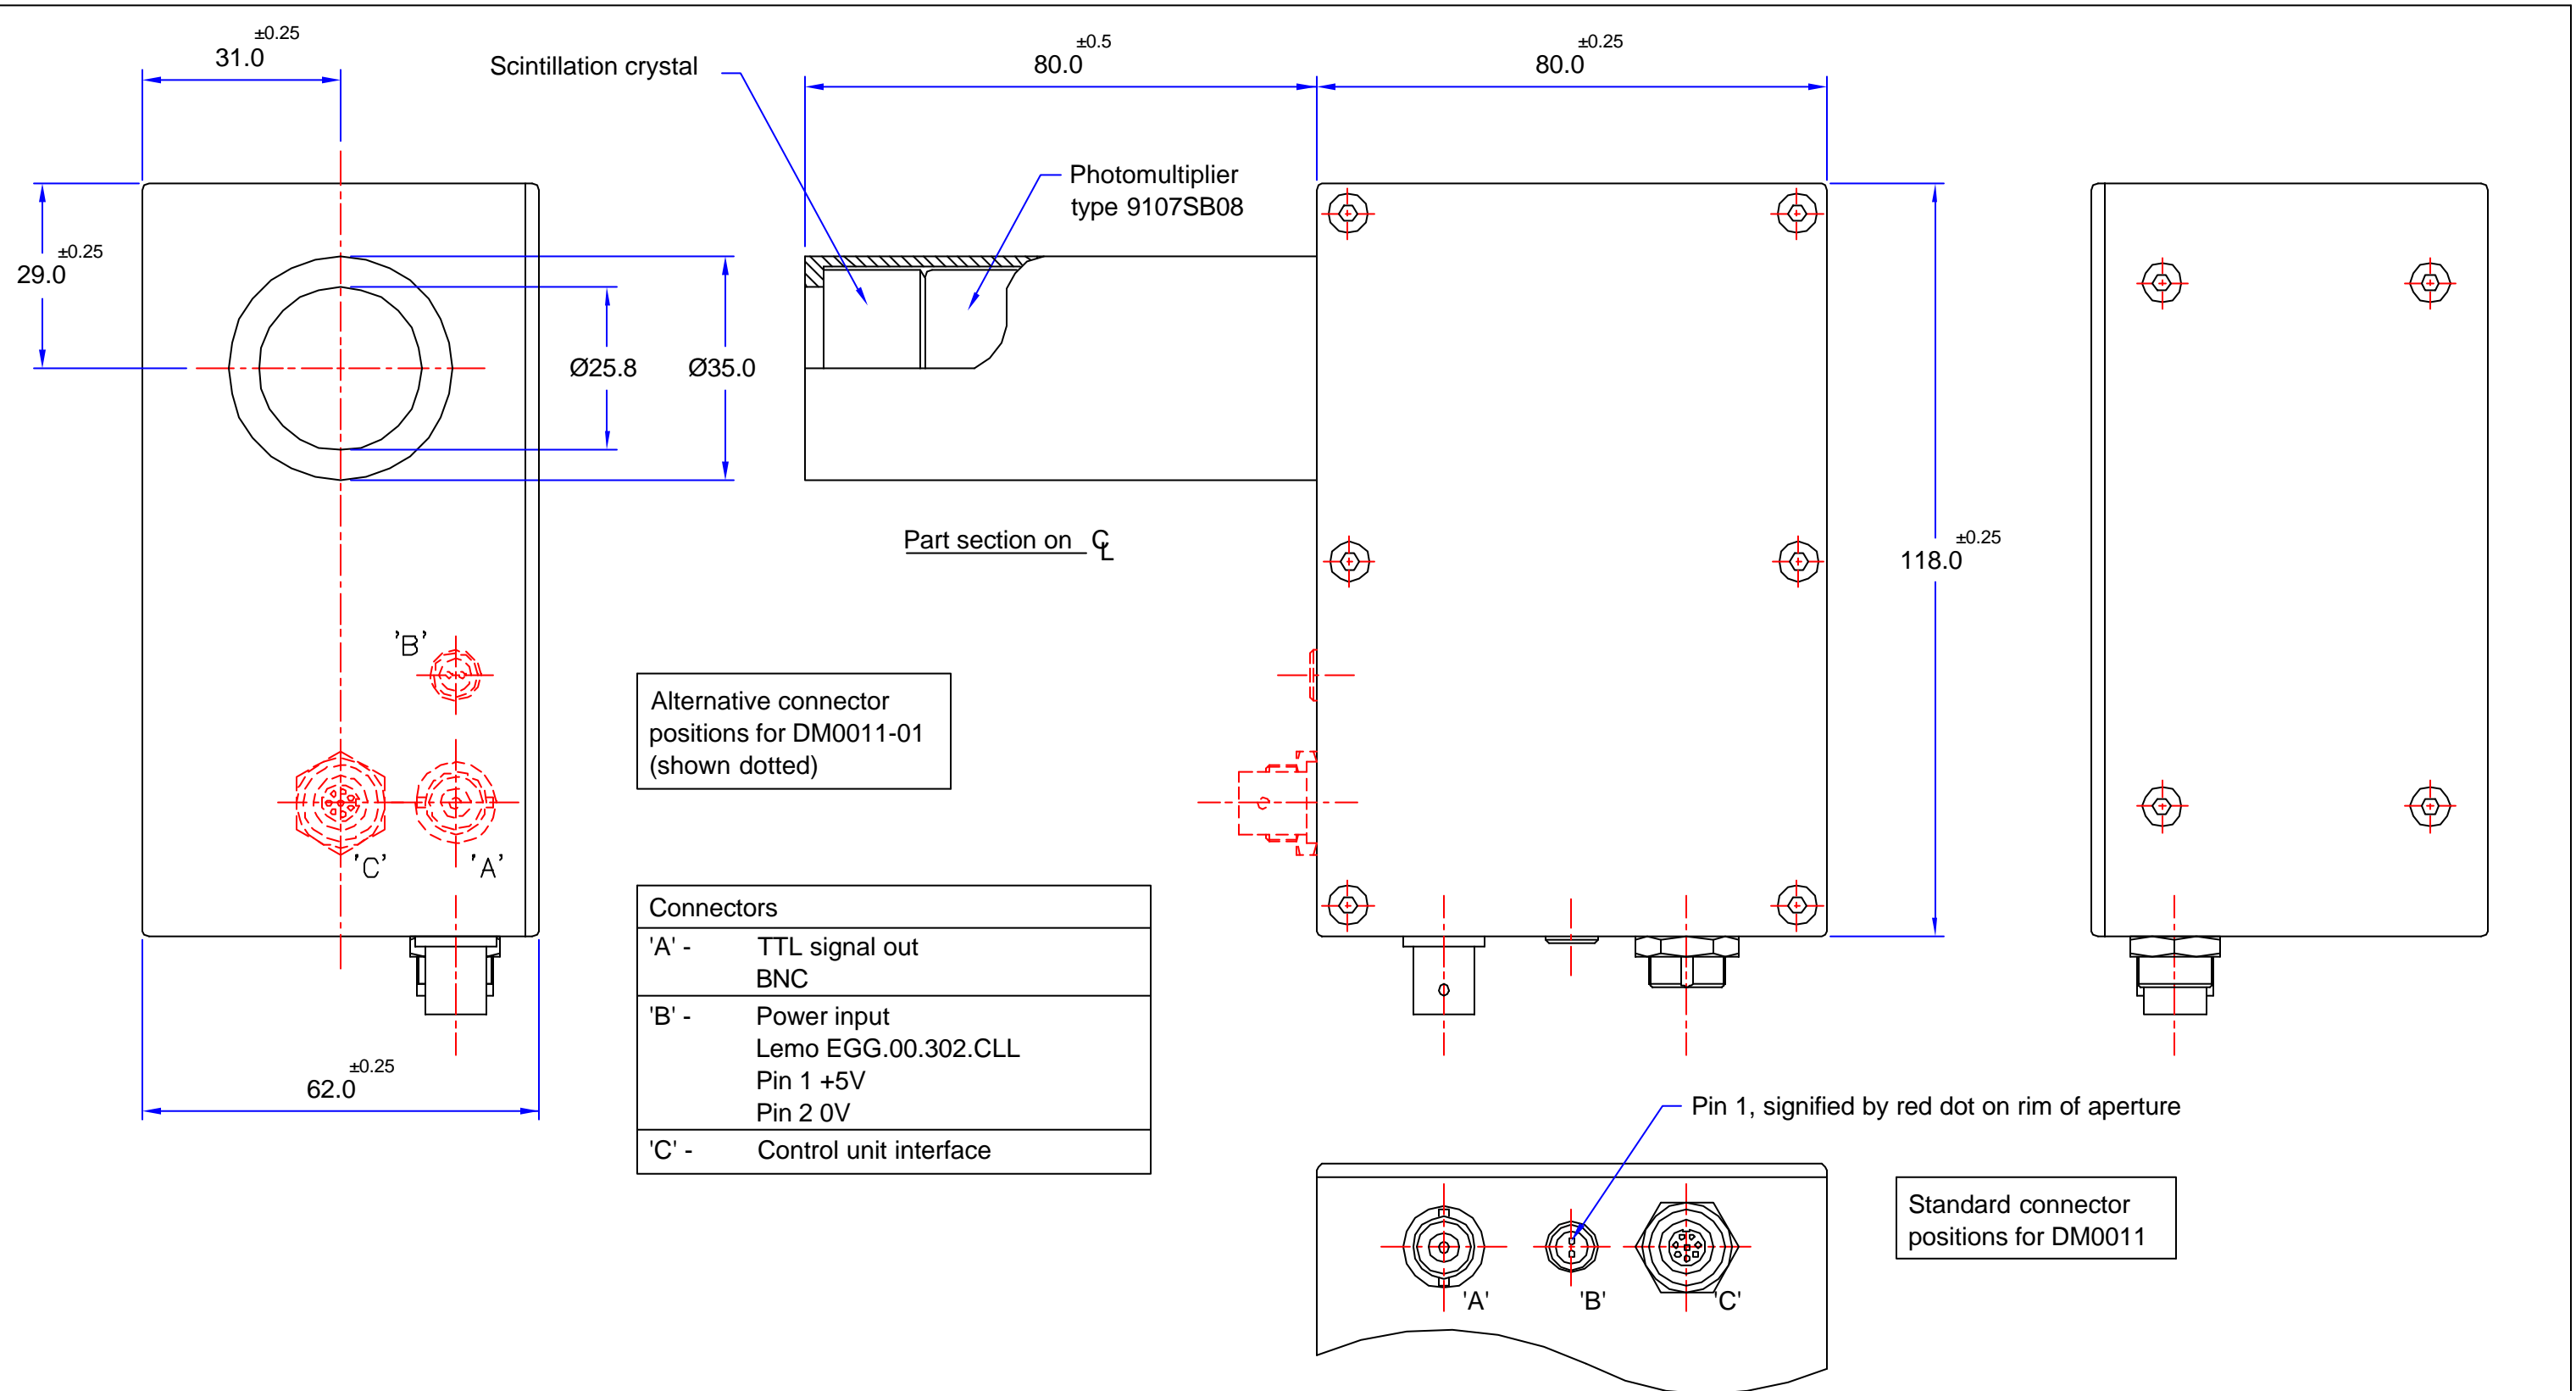 ±0.25
31.0
Scintillation crystal
±0.5
80.0
±0.25
80.0
Photomultiplier
type 9107SB08
±0.25
29.0
Ø25.8
Ø35.0
Part section on ℄
±0.25
118.0
'B'
Alternative connector
positions for DM0011-01
(shown dotted)
'C'
'A'
Connectors
'A' - TTL signal out
BNC
'B' - Power input
Lemo EGG.00.302.CLL
Pin 1 +5V
Pin 2 0V
'C' - Control unit interface
±0.25
62.0
Pin 1, signified by red dot on rim of aperture
'A'
'B'
'C'
Standard connector
positions for DM0011